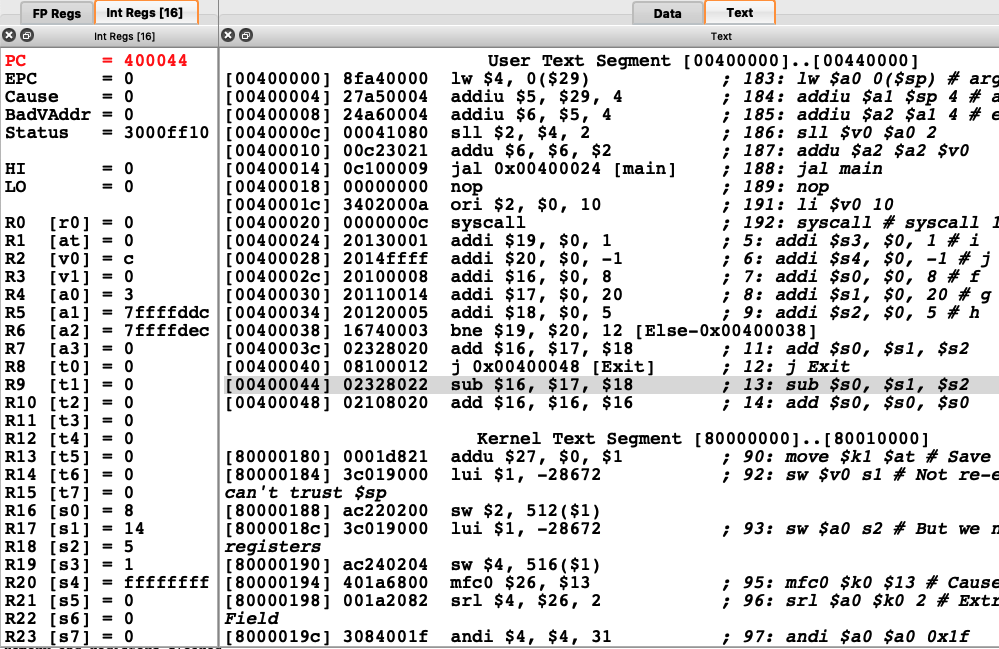 FP Regs Int Regs [16] Data Text
Int Regs [16] Text
PC = 400044
EPC = 0
Cause = 0
BadVAddr = 0
Status = 3000ff10
HI = 0
LO = 0
R0 [r0] = 0
R1 [at] = 0
R2 [v0] = c
R3 [v1] = 0
R4 [a0] = 3
R5 [a1] = 7ffffddc
R6 [a2] = 7ffffdec
R7 [a3] = 0
R8 [t0] = 0
R9 [t1] = 0
R10 [t2] = 0
R11 [t3] = 0
R12 [t4] = 0
R13 [t5] = 0
R14 [t6] = 0
R15 [t7] = 0
R16 [s0] = 8
R17 [s1] = 14
R18 [s2] = 5
R19 [s3] = 1
R20 [s4] = ffffffff
R21 [s5] = 0
R22 [s6] = 0
R23 [s7] = 0
User Text Segment [00400000]..[00440000]
[00400000] 8fa40000 lw $4, 0($29) ; 183: lw $a0 0($sp) # arg
[00400004] 27a50004 addiu $5, $29, 4 ; 184: addiu $a1 $sp 4 # a
[00400008] 24a60004 addiu $6, $5, 4 ; 185: addiu $a2 $a1 4 # e
[0040000c] 00041080 sll $2, $4, 2 ; 186: sll $v0 $a0 2
[00400010] 00c23021 addu $6, $6, $2 ; 187: addu $a2 $a2 $v0
[00400014] 0c100009 jal 0x00400024 [main] ; 188: jal main
[00400018] 00000000 nop ; 189: nop
[0040001c] 3402000a ori $2, $0, 10 ; 191: li $v0 10
[00400020] 0000000c syscall ; 192: syscall # syscall 1
[00400024] 20130001 addi $19, $0, 1 ; 5: addi $s3, $0, 1 # i
[00400028] 2014ffff addi $20, $0, -1 ; 6: addi $s4, $0, -1 # j
[0040002c] 20100008 addi $16, $0, 8 ; 7: addi $s0, $0, 8 # f
[00400030] 20110014 addi $17, $0, 20 ; 8: addi $s1, $0, 20 # g
[00400034] 20120005 addi $18, $0, 5 ; 9: addi $s2, $0, 5 # h
[00400038] 16740003 bne $19, $20, 12 [Else-0x00400038]
[0040003c] 02328020 add $16, $17, $18 ; 11: add $s0, $s1, $s2
[00400040] 08100012 j 0x00400048 [Exit] ; 12: j Exit
[00400044] 02328022 sub $16, $17, $18 ; 13: sub $s0, $s1, $s2
[00400048] 02108020 add $16, $16, $16 ; 14: add $s0, $s0, $s0
Kernel Text Segment [80000000]..[80010000]
[80000180] 0001d821 addu $27, $0, $1 ; 90: move $k1 $at # Save
[80000184] 3c019000 lui $1, -28672 ; 92: sw $v0 s1 # Not re-e
can't trust $sp
[80000188] ac220200 sw $2, 512($1)
[8000018c] 3c019000 lui $1, -28672 ; 93: sw $a0 s2 # But we n
registers
[80000190] ac240204 sw $4, 516($1)
[80000194] 401a6800 mfc0 $26, $13 ; 95: mfc0 $k0 $13 # Cause
[80000198] 001a2082 srl $4, $26, 2 ; 96: srl $a0 $k0 2 # Extr
Field
[8000019c] 3084001f andi $4, $4, 31 ; 97: andi $a0 $a0 0x1f